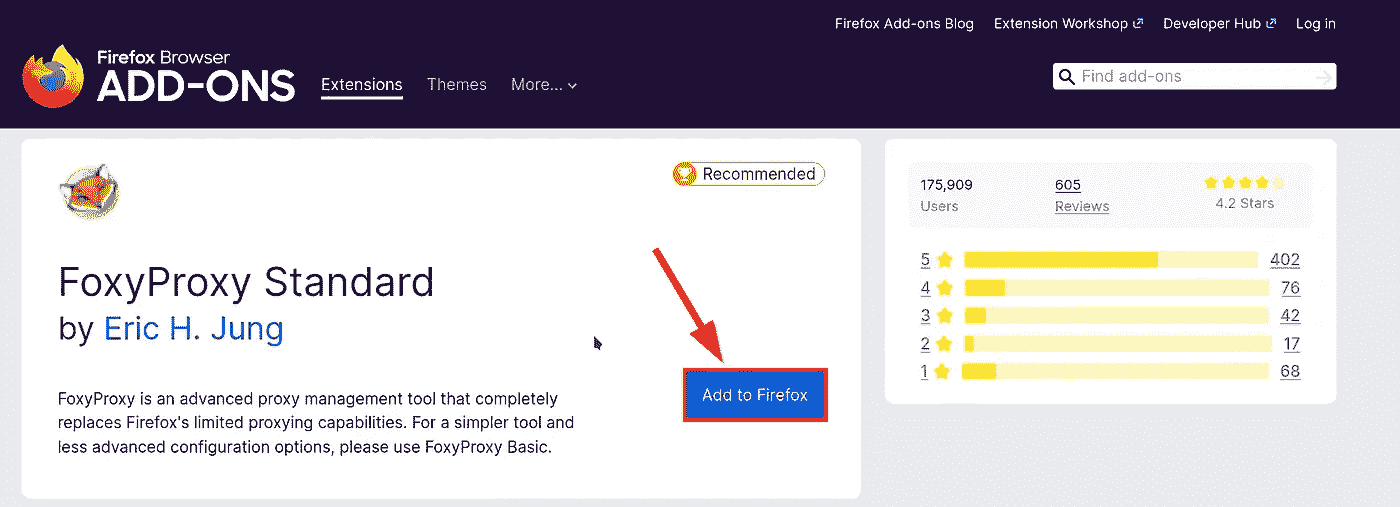 Firefox Add-ons Blog Extension Workshop Developer Hub Log in
Firefox Browser
ADD-ONS
Extensions Themes More...
Find add-ons
Recommended
FoxyProxy Standard
by Eric H. Jung
Add to Firefox
FoxyProxy is an advanced proxy management tool that completely
replaces Firefox's limited proxying capabilities. For a simpler tool and
less advanced configuration options, please use FoxyProxy Basic.
175,909 605
Users Reviews 4.2 Stars
5 402
4 76
3 42
2 17
1 68